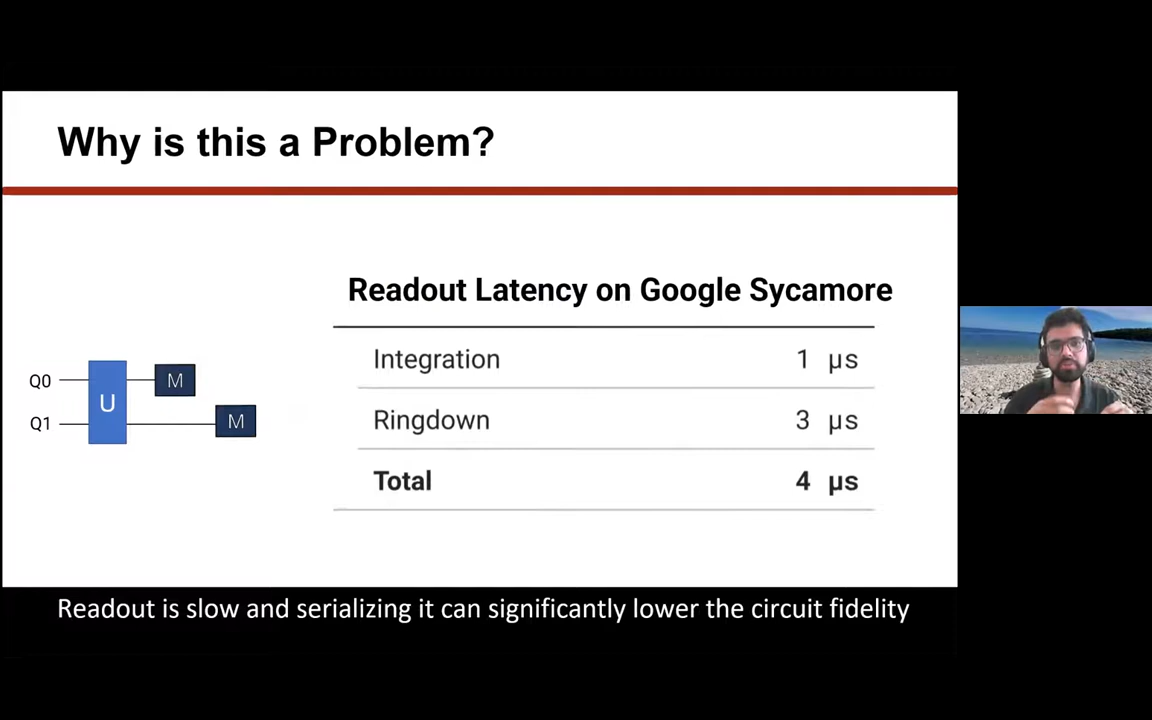 Why is this a Problem?
Readout Latency on Google Sycamore
Integration 1 µs
Ringdown 3 µs
Total 4 µs
Q0 M
U
Q1 M
Readout is slow and serializing it can significantly lower the circuit fidelity